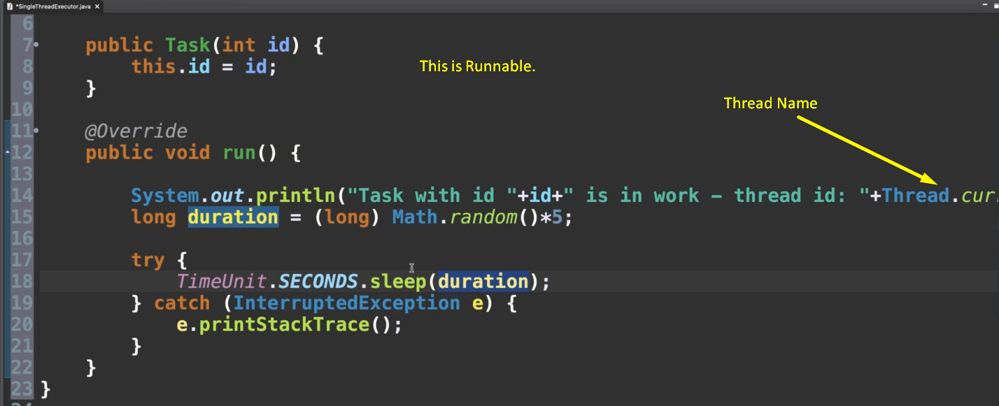 *SingleThreadExecutor.java
6
7 public Task(int id) {
8 this.id = id;
This is Runnable.
9 }
Thread Name
10
11 @Override
12 public void run() {
13
14 System.out.println("Task with id "+id+" is in work – thread id: "+Thread.curr
15 long duration = (long) Math.random()*5;
16
17 try {
18 TimeUnit.SECONDS.sleep(duration);
19 } catch (InterruptedException e) {
20 e.printStackTrace();
21 }
22 }
23 }